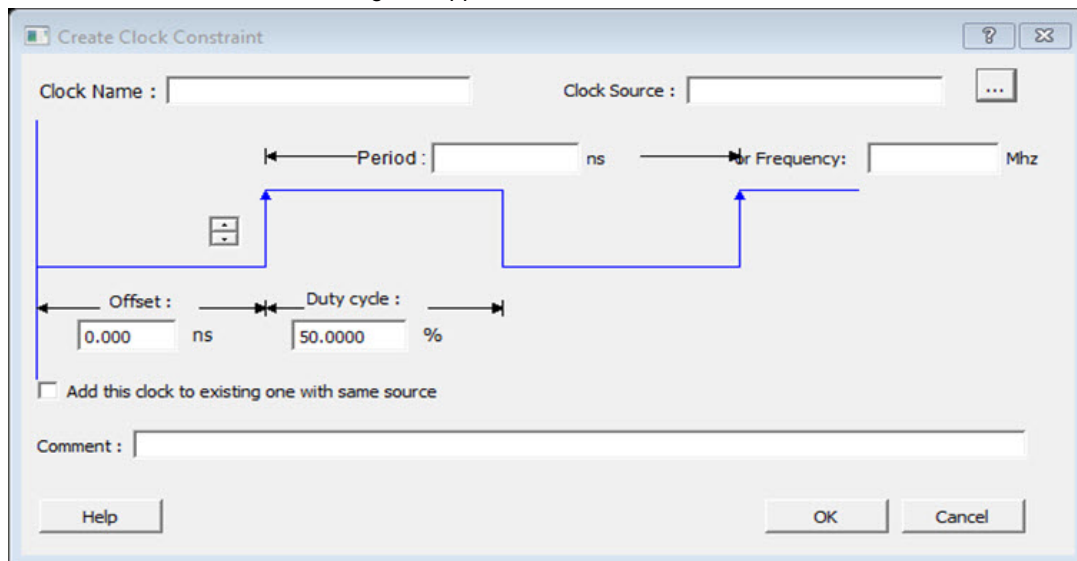 Create Clock Constraint
Clock Name :
Clock Source :
...
Period :
ns
or Frequency:
Mhz
Offset :
Duty cycle :
0.000
ns
50.0000
%
Add this clock to existing one with same source
Comment :
Help
OK
Cancel